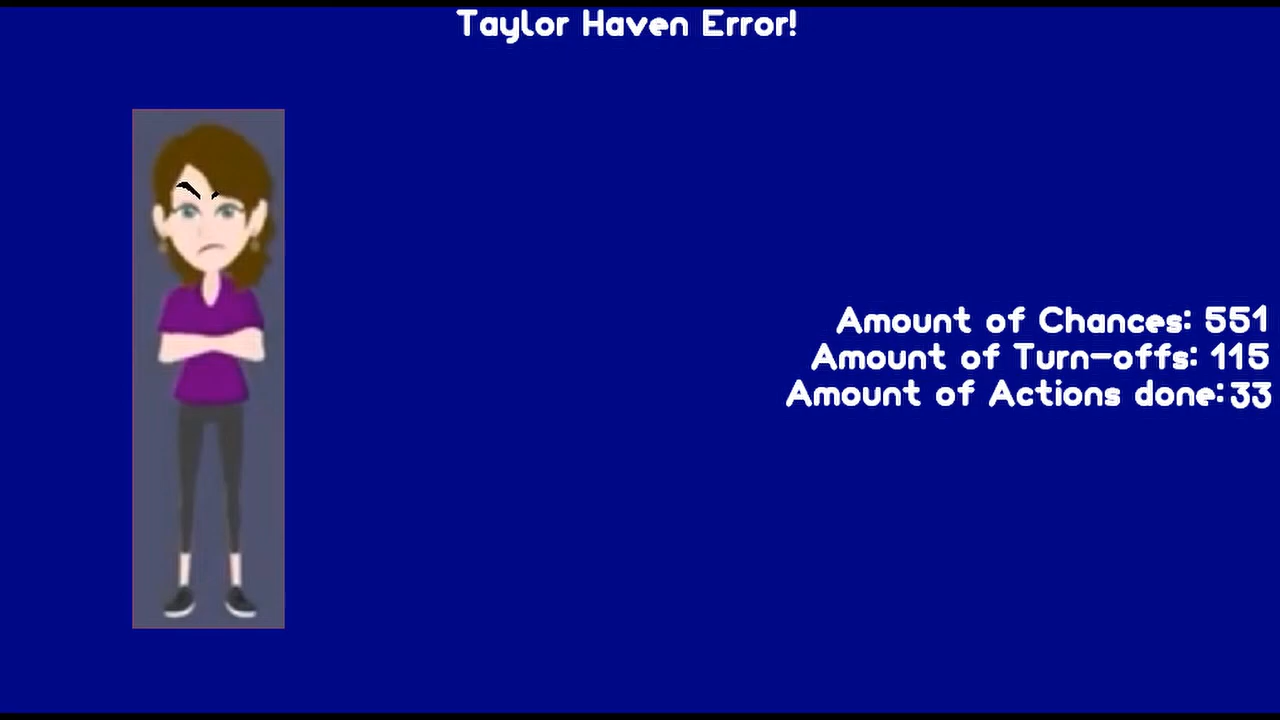 Taylor Haven Error!
Amount of Chances: 551
Amount of Turn-offs: 115
Amount of Actions done: 33